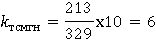 kтсмгн = 213/329 x10 = 6